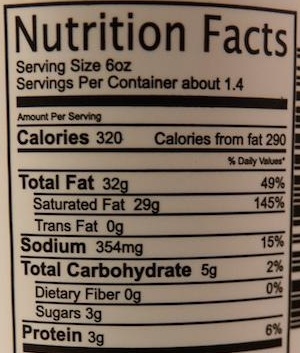 Nutrition Facts
Serving Size 6oz
Servings Per Container about 1.4
Amount Per Serving
Calories 320 Calories from fat 290
% Daily Values*
Total Fat 32g 49%
Saturated Fat 29g 145%
Trans Fat 0g
Sodium 354mg 15%
Total Carbohydrate 5g 2%
Dietary Fiber 0g 0%
Sugars 3g
Protein 3g 6%